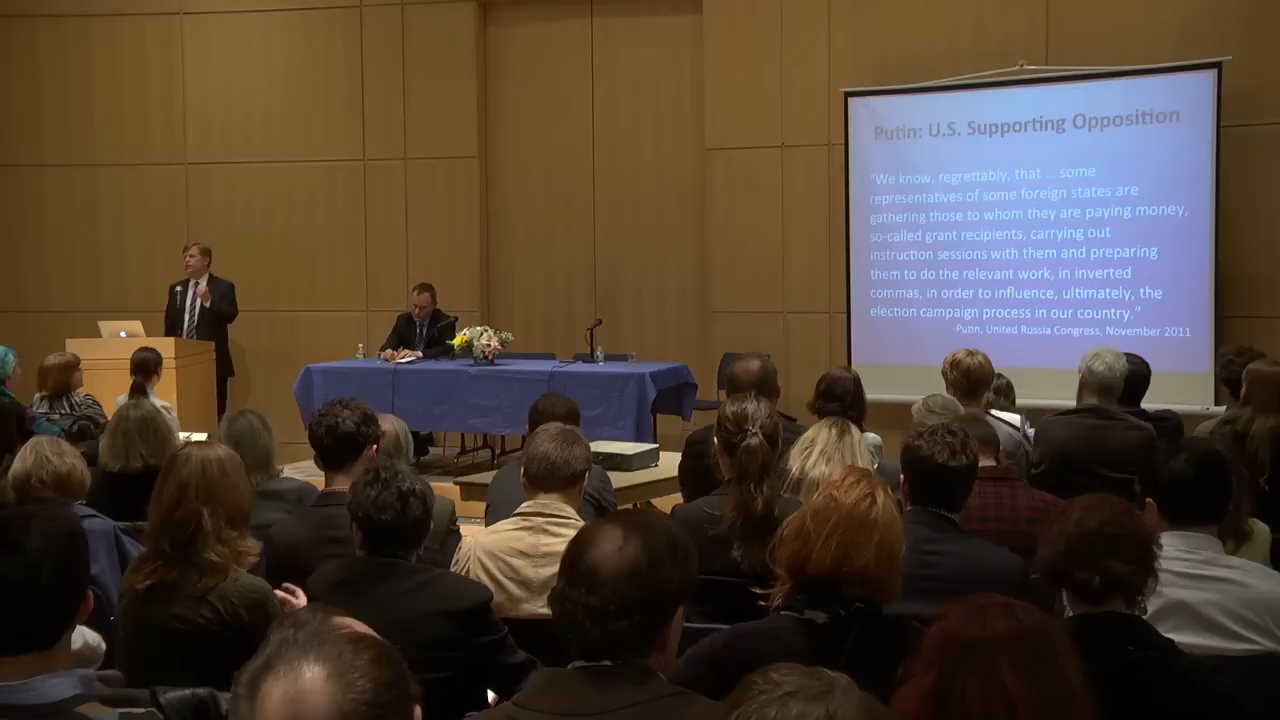 Putin: U.S. Supporting Opposition
“We know, regrettably, that ... some
representatives of some foreign states are
gathering those to whom they are paying money,
so-called grant recipients, carrying out
instruction sessions with them and preparing
them to do the relevant work, in inverted
commas, in order to influence, ultimately, the
election campaign process in our country.”
-Putin, United Russia Congress, November 2011